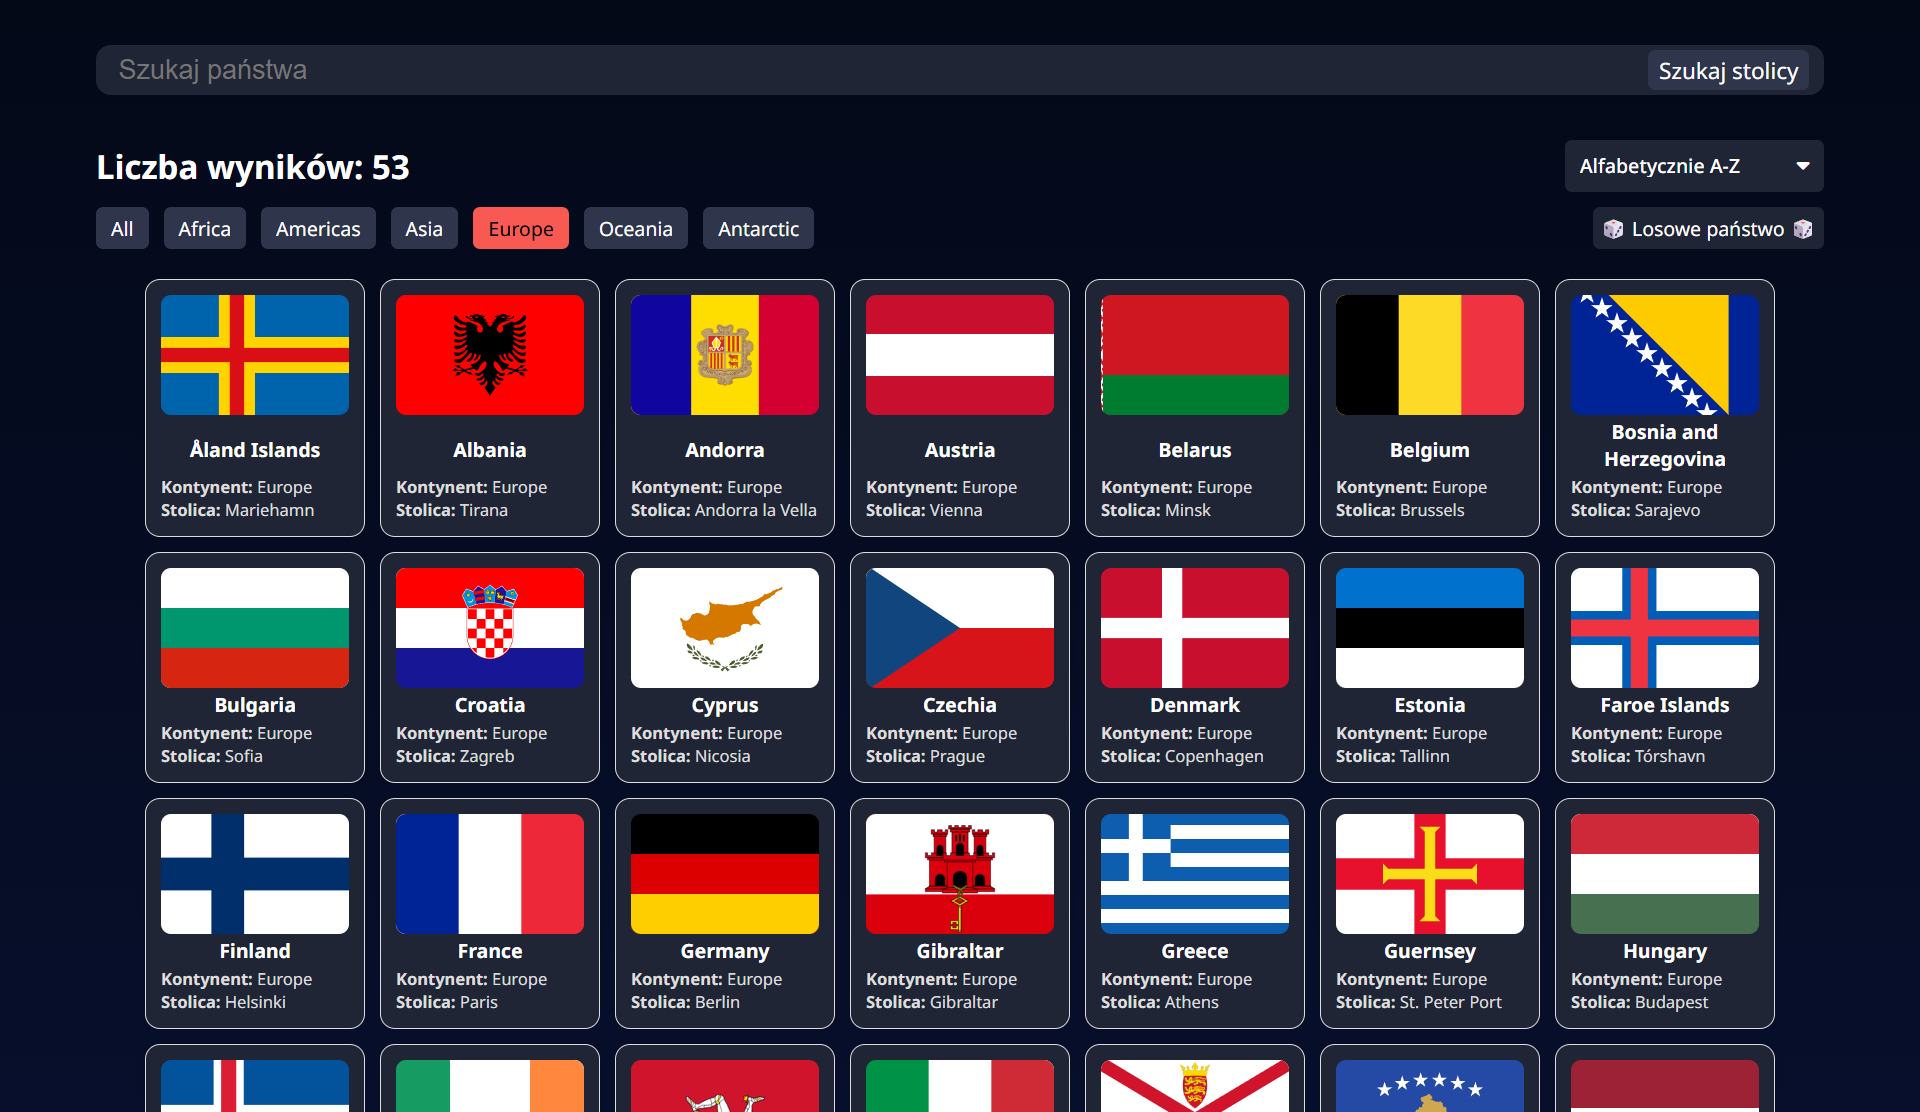 Szukaj państwa
Szukaj stolicy
Liczba wyników: 53
Alfabetycznie A-Z
All
Africa
Americas
Asia
Europe
Oceania
Antarctic
Losowe państwo
Åland Islands
Kontynent: Europe
Stolica: Mariehamn
Albania
Kontynent: Europe
Stolica: Tirana
Andorra
Kontynent: Europe
Stolica: Andorra la Vella
Austria
Kontynent: Europe
Stolica: Vienna
Belarus
Kontynent: Europe
Stolica: Minsk
Belgium
Kontynent: Europe
Stolica: Brussels
Bosnia and
Herzegovina
Kontynent: Europe
Stolica: Sarajevo
Bulgaria
Kontynent: Europe
Stolica: Sofia
Croatia
Kontynent: Europe
Stolica: Zagreb
Cyprus
Kontynent: Europe
Stolica: Nicosia
Czechia
Kontynent: Europe
Stolica: Prague
Denmark
Kontynent: Europe
Stolica: Copenhagen
Estonia
Kontynent: Europe
Stolica: Tallinn
Faroe Islands
Kontynent: Europe
Stolica: Tórshavn
Finland
Kontynent: Europe
Stolica: Helsinki
France
Kontynent: Europe
Stolica: Paris
Germany
Kontynent: Europe
Stolica: Berlin
Gibraltar
Kontynent: Europe
Stolica: Gibraltar
Greece
Kontynent: Europe
Stolica: Athens
Guernsey
Kontynent: Europe
Stolica: St. Peter Port
Hungary
Kontynent: Europe
Stolica: Budapest